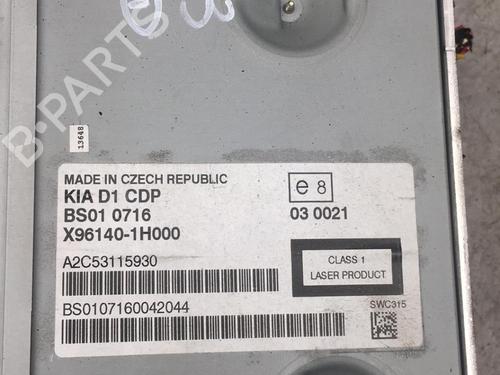 B-PARTS
13648
MADE IN CZECH REPUBLIC
KIA D1 CDP
BS01 0716
X96140-1H000
e8
03 0021
A2C53115930
CLASS 1
LASER PRODUCT
BS0107160042044
SWC315